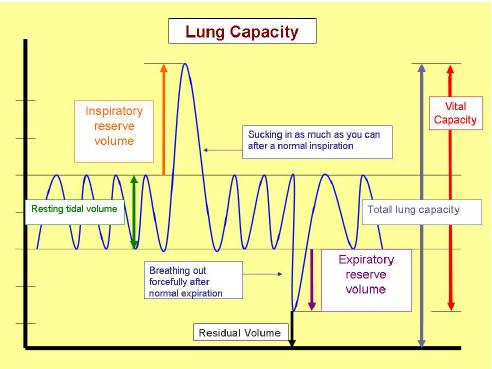 Lung Capacity
Inspiratory
reserve
volume
Vital
Capacity
Sucking in as much as you can
after a normal inspiration
Resting tidal volume
Totall lung capacity
Breathing out
forcefully after
normal expiration
Expiratory
reserve
volume
Residual Volume